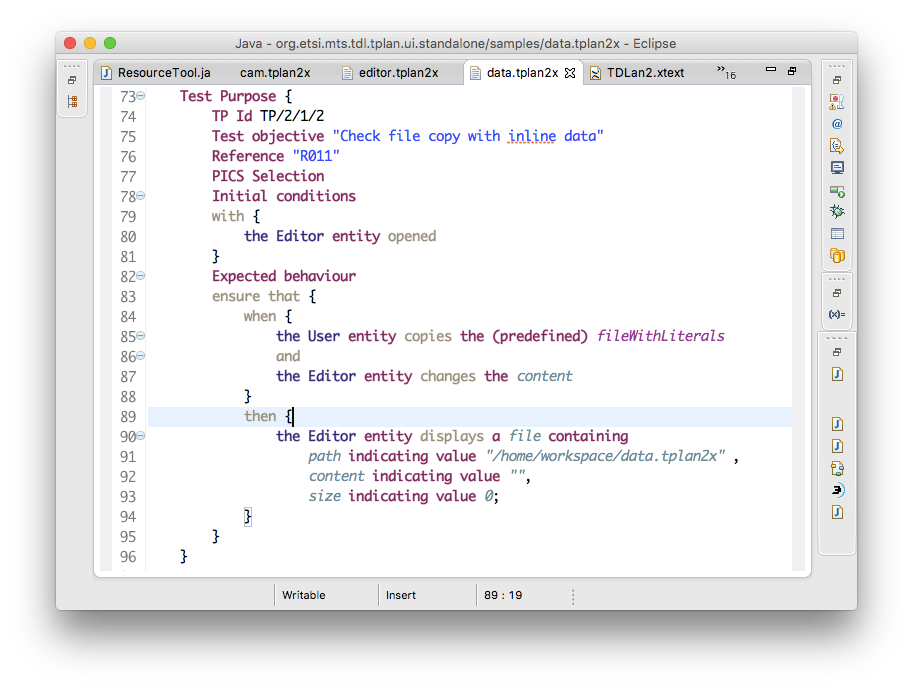 Java - org.etsi.mts.tdl.tplan.ui.standalone/samples/data.tplan2x - Eclipse
ResourceTool.ja cam.tplan2x editor.tplan2x data.tplan2x TDLan2.xtext »16
73 Test Purpose {
74 TP Id TP/2/1/2
75 Test objective "Check file copy with inline data"
76 Reference "R011"
77 PICS Selection
78 Initial conditions
79 with {
80 the Editor entity opened
81 }
82 Expected behaviour
83 ensure that {
84 when {
85 the User entity copies the (predefined) fileWithLiterals
86 and
87 the Editor entity changes the content
88 }
89 then {
90 the Editor entity displays a file containing
91 path indicating value "/home/workspace/data.tplan2x" ,
92 content indicating value "",
93 size indicating value 0;
94 }
95 }
96 }
@
(x)=
J
J
J
J
Writable Insert 89 : 19